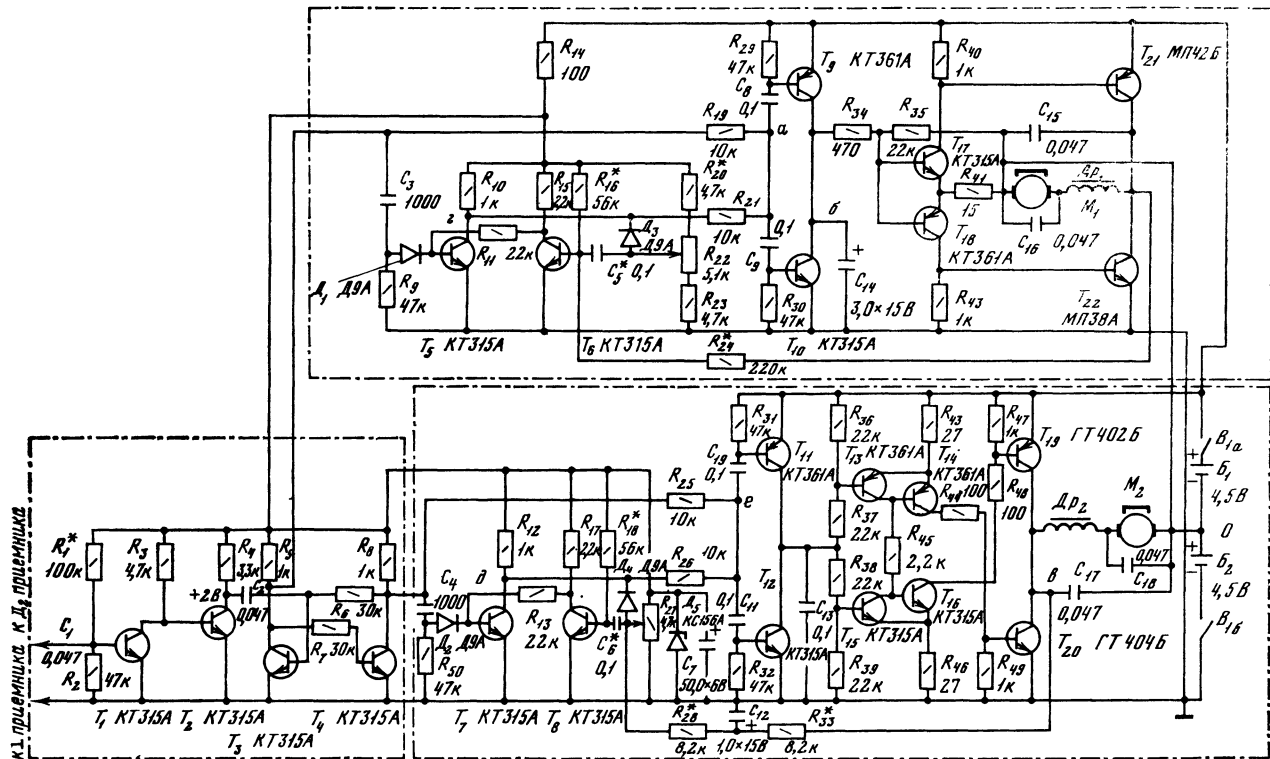 R14
100
R29
47к
C8
0,1
T9
КТ361А
R40
1к
T21 МП42Б
R19
10к
а
R34
470
R35
22к
C15
0,047
T17
КТ315А
C3
1000
R10
1к
R15
2,2к
R16*
56к
R20*
4,7к
R21
10к
R41
15
Др1
M1
C16
0,047
г
R11
22к
Д3
Д9А
C5* 0,1
R22
5,1к
0,1
C9
б
+
C14
3,0×15В
T18
КТ361А
Д1 Д9А
R9
47к
R23
4,7к
R30
47к
R43
1к
T22
МП38А
T5 КТ315А
T6 КТ315А
R24*
220к
T10 КТ315А
R31
47к
C19
0,1
T11
КТ361А
R36
22к
R43
27
R47
1к
T19 ГТ402Б
T13 КТ361А
T14
КТ361А
В1а
+
Б1
−
4,5В
R25
10к
е
R44
100
R48
100
Др2
M2
0
R1*
100к
R3
4,7к
R4
3,3к
R5
1к
R8
1к
R12
1к
R17
2,2к
R18*
56к
R26
10к
R37
22к
R45
2,2к
−
Б2
+
4,5В
+2В
C2
0,047
R6
30к
C4
1000
д
Д4
Д9А
T12
R38
22к
0,047
C18
в
C17
0,047
C1
0,047
R7
30к
Д2 Д9А
R13
22к
C6*
0,1
R27
4,7к
Д5
КС156А
+
C7
50,0×6В
0,1
C11
КТ315А
C13
0,1
T15
КТ315А
T16
КТ315А
T20 ГТ404Б
В1б
R2
47к
R50
47к
R32
47к
R39
22к
R46
27
R49
1к
T1 КТ315А
T2 КТ315А
T3 КТ315А
T4
T7 КТ315А
T8 КТ315А
R28*
8,2к
C12
+
1,0×15В
R33*
8,2к
к1 приемника к Д2 приемника